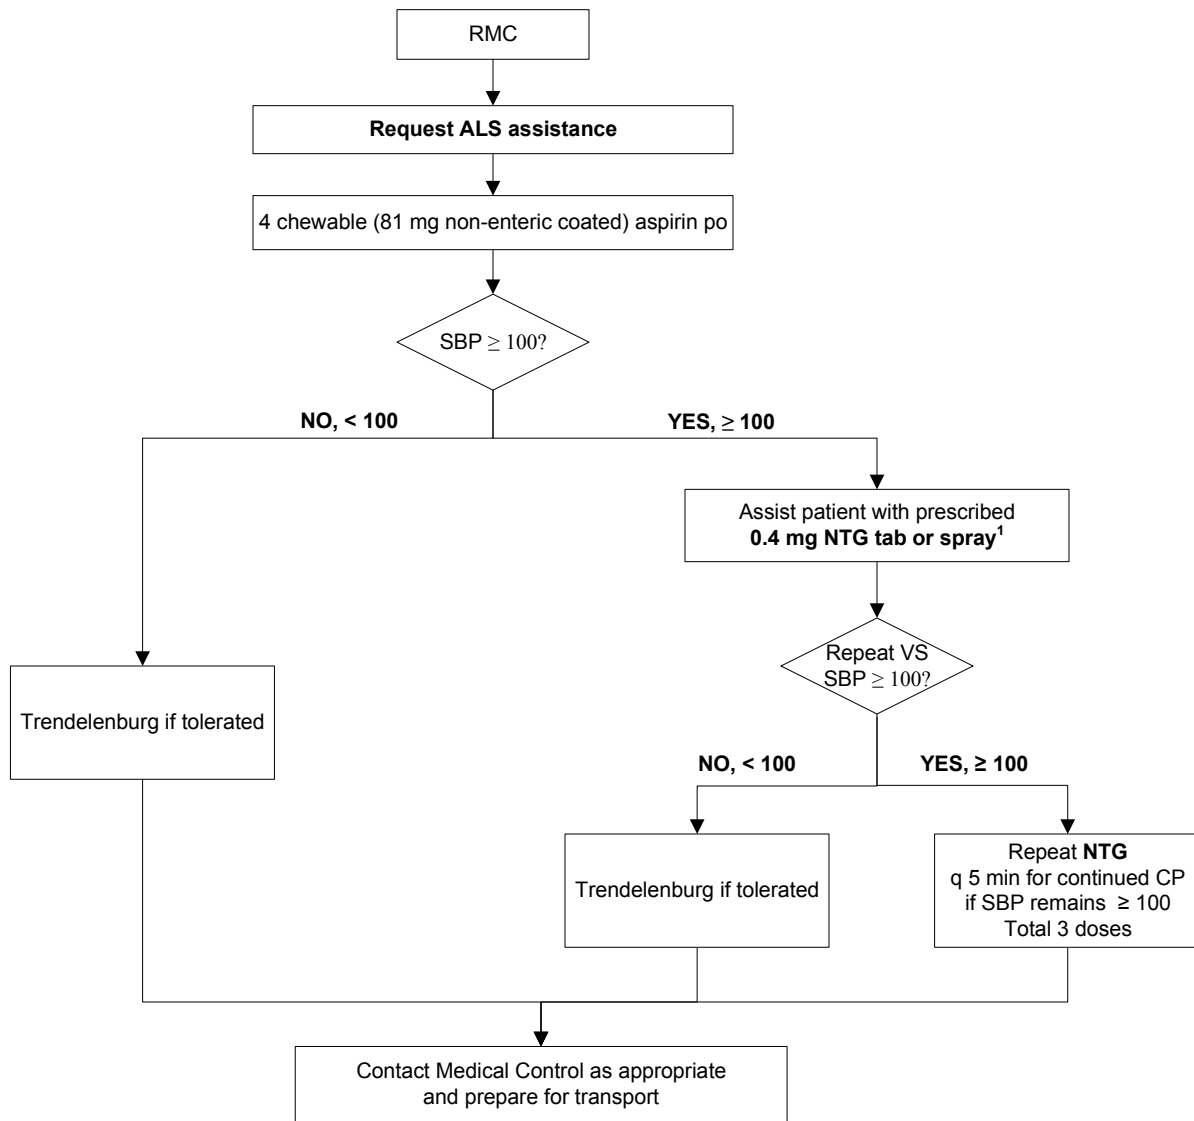 RMC
Request ALS assistance
4 chewable (81 mg non-enteric coated) aspirin po
SBP ≥ 100?
NO, < 100
YES, ≥ 100
Assist patient with prescribed
0.4 mg NTG tab or spray¹
Repeat VS
SBP ≥ 100?
Trendelenburg if tolerated
NO, < 100
YES, ≥ 100
Trendelenburg if tolerated
Repeat NTG
q 5 min for continued CP
if SBP remains ≥ 100
Total 3 doses
Contact Medical Control as appropriate
and prepare for transport